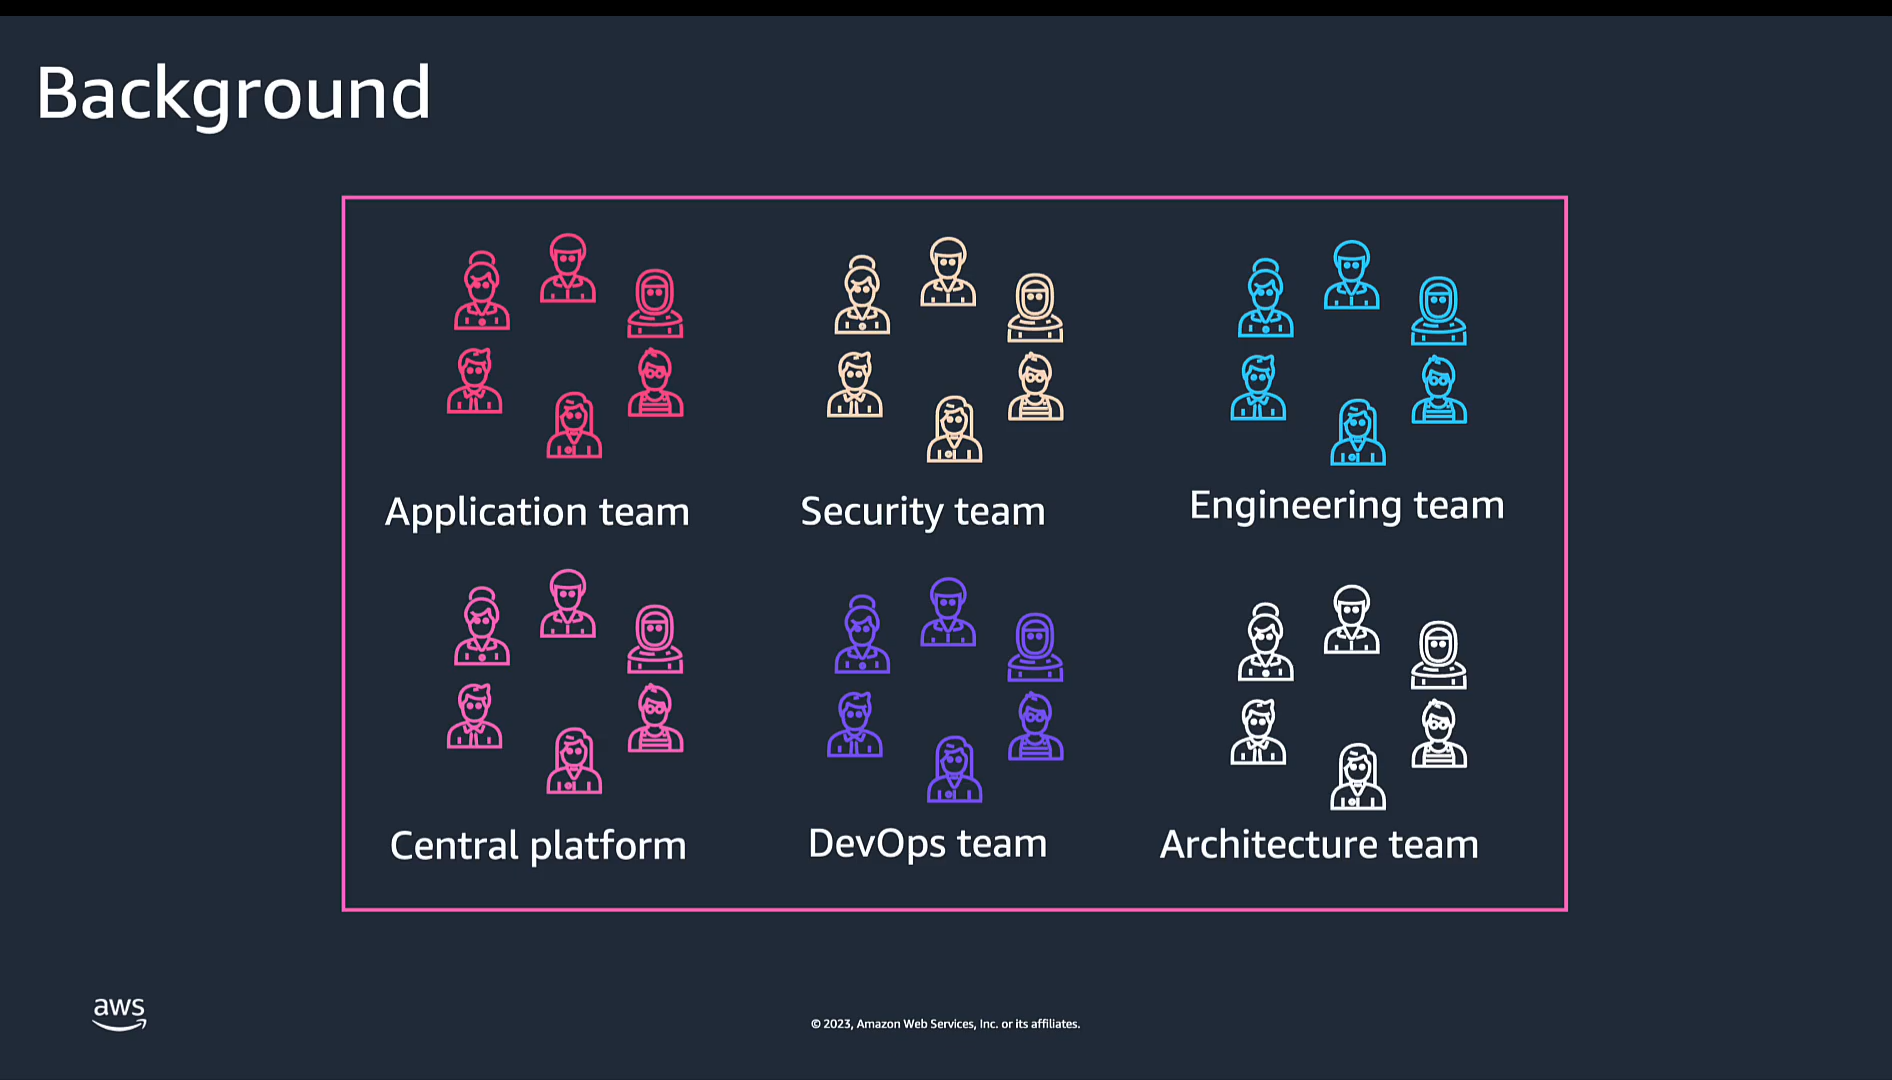 Background
Application team
Security team
Engineering team
Central platform
DevOps team
Architecture team
aws
© 2023, Amazon Web Services, Inc. or its affiliates.